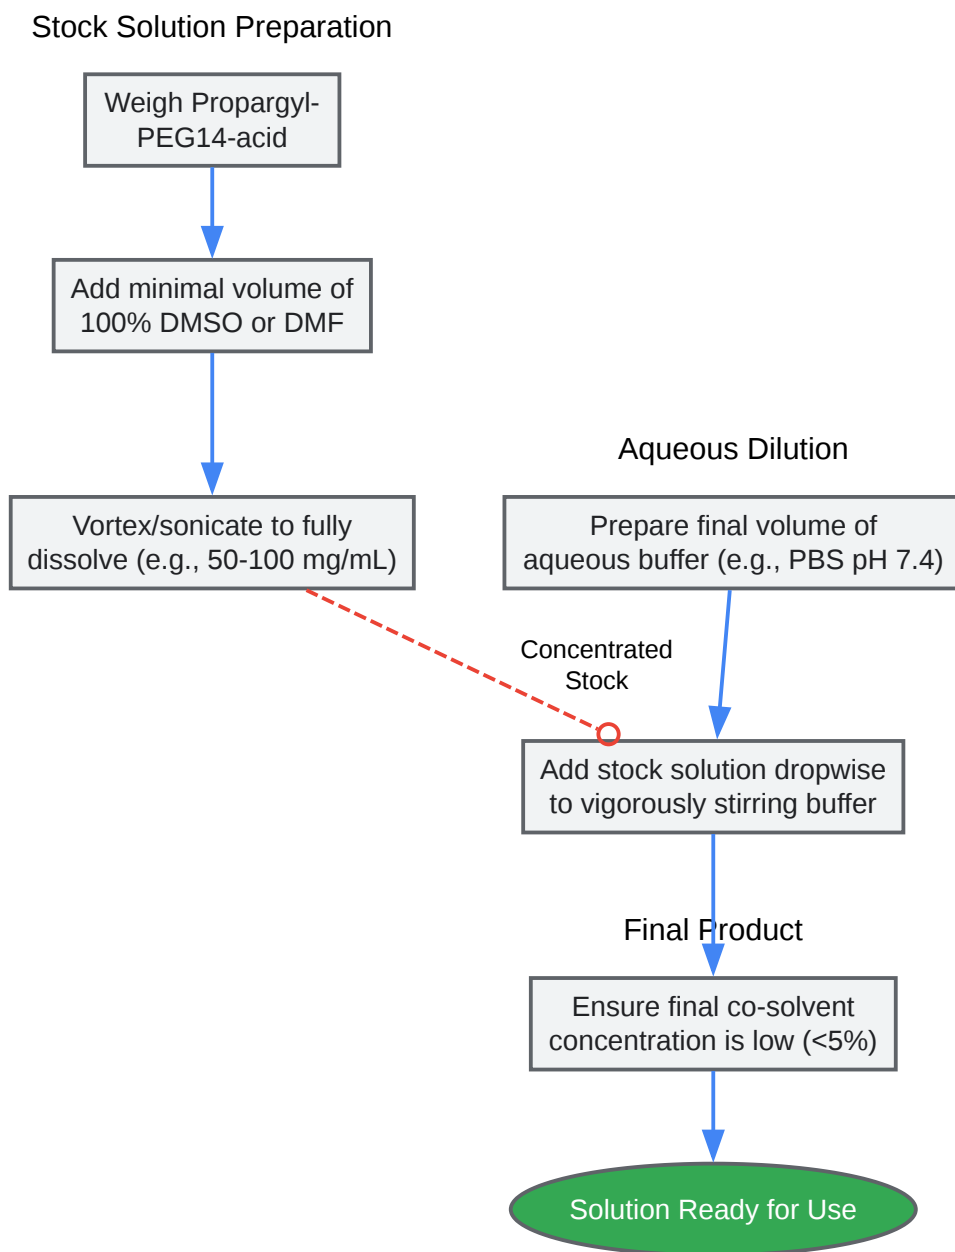 Stock Solution Preparation
Weigh Propargyl-
PEG14-acid
Add minimal volume of
100% DMSO or DMF
Vortex/sonicate to fully
dissolve (e.g., 50-100 mg/mL)
Aqueous Dilution
Prepare final volume of
aqueous buffer (e.g., PBS pH 7.4)
Concentrated
Stock
Add stock solution dropwise
to vigorously stirring buffer
Final Product
Ensure final co-solvent
concentration is low (<5%)
Solution Ready for Use